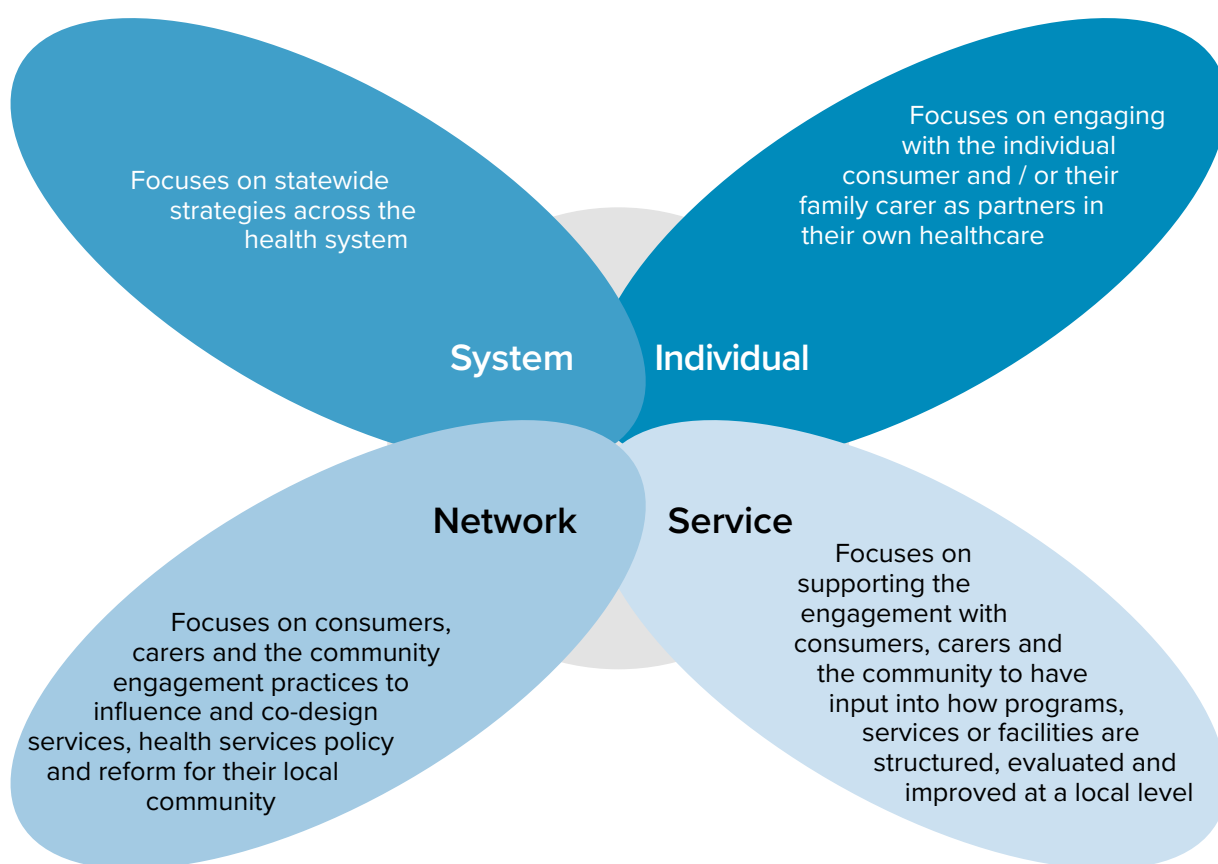 Focuses on statewide
strategies across the
health system
System
Focuses on engaging
with the individual
consumer and / or their
family carer as partners in
their own healthcare
Individual
Network
Focuses on consumers,
carers and the community
engagement practices to
influence and co-design
services, health services policy
and reform for their local
community
Service
Focuses on
supporting the
engagement with
consumers, carers and
the community to have
input into how programs,
services or facilities are
structured, evaluated and
improved at a local level